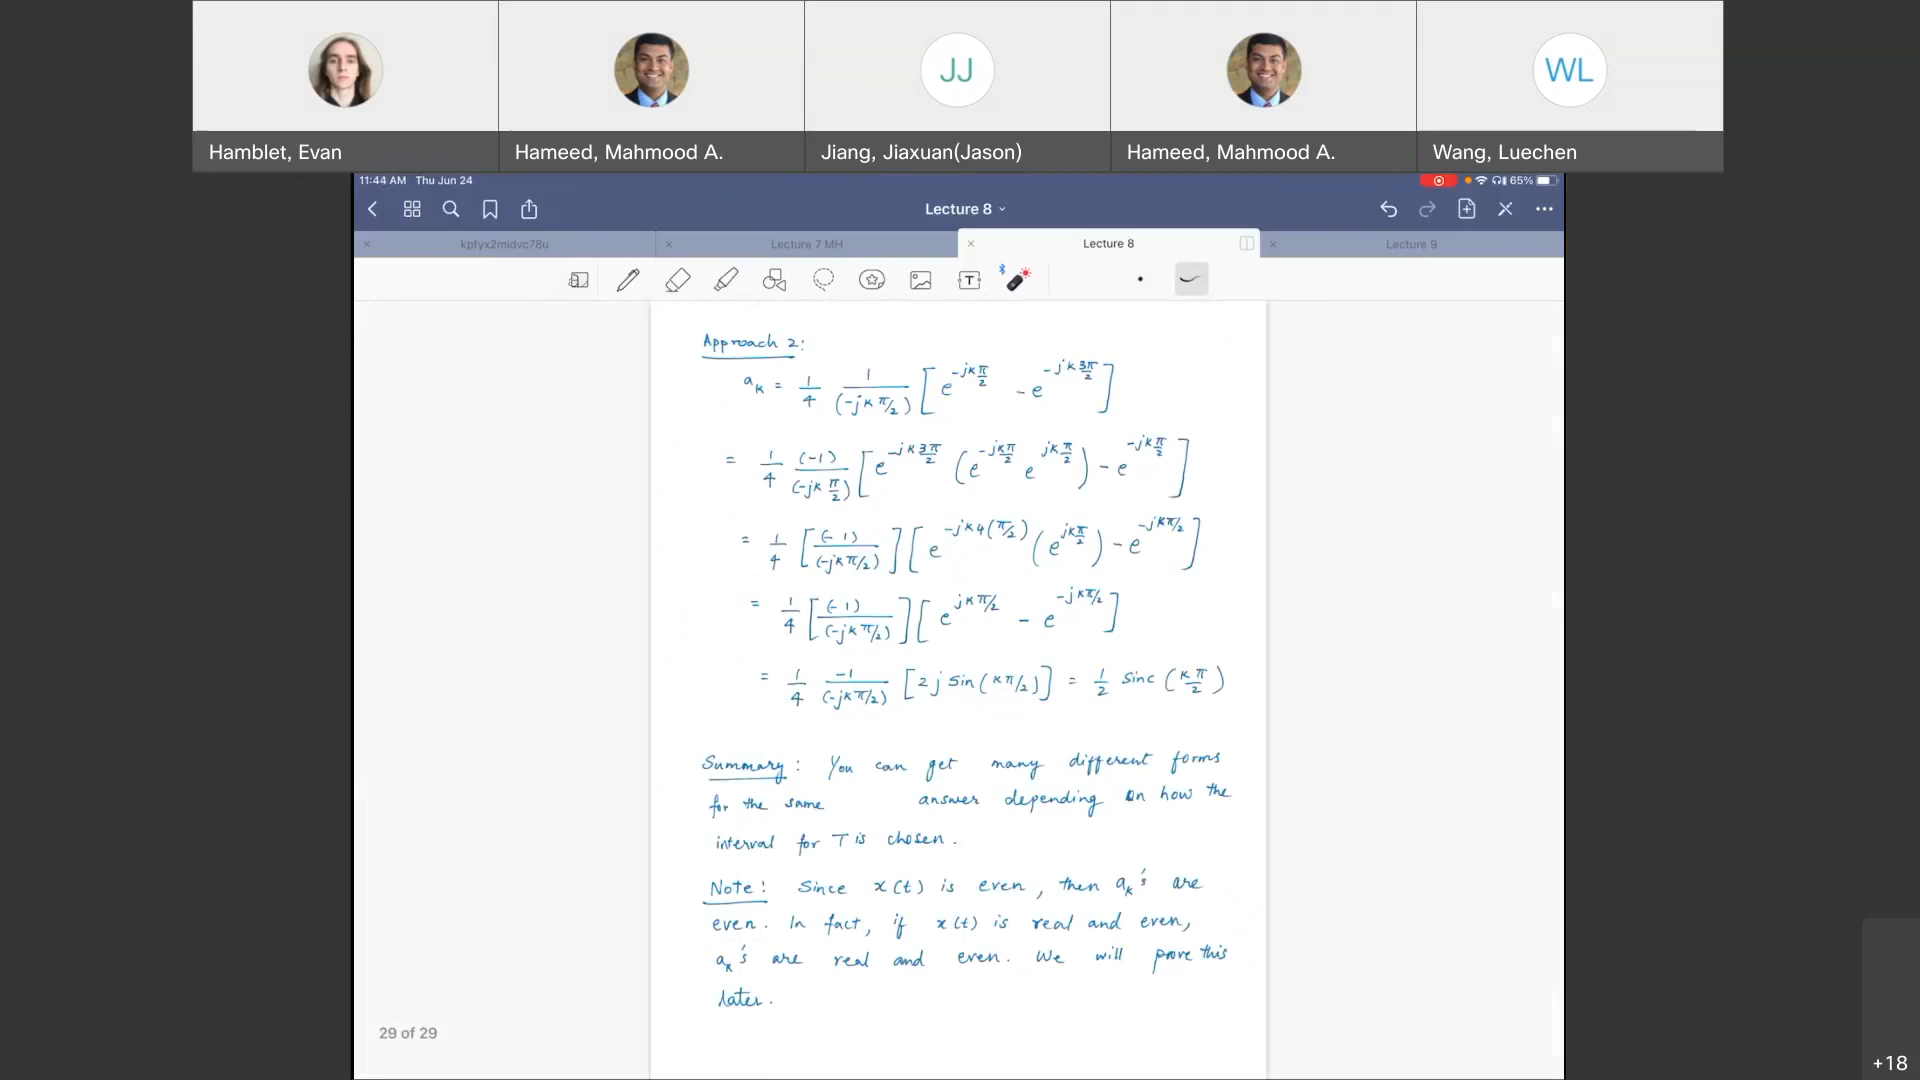 JJ
WL
Hamblet, Evan
Hameed, Mahmood A.
Jiang, Jiaxuan(Jason)
Hameed, Mahmood A.
Wang, Luechen
11:44 AM Thu Jun 24
65%
Lecture 8
kpfyx2midvc78u
Lecture 7 MH
Lecture 8
Lecture 9
T
Approach 2:
a_k = 1/4 1/(-jkπ/2) [e^{-jkπ/2} - e^{-jk3π/2}]
= 1/4 (-1)/(-jkπ/2) [e^{-jk3π/2} (e^{-jkπ/2} e^{jkπ/2}) - e^{-jkπ/2}]
= 1/4 [(-1)/(-jkπ/2)] [e^{-jk4(π/2)} (e^{jkπ/2}) - e^{-jkπ/2}]
= 1/4 [(-1)/(-jkπ/2)] [e^{jkπ/2} - e^{-jkπ/2}]
= 1/4 -1/(-jkπ/2) [2j sin(kπ/2)] = 1/2 sinc(kπ/2)
Summary: You can get many different forms
for the same answer depending on how the
interval for T is chosen.
Note! Since x(t) is even, then a_k's are
even. In fact, if x(t) is real and even,
a_k's are real and even. We will prove this
later.
29 of 29
+18